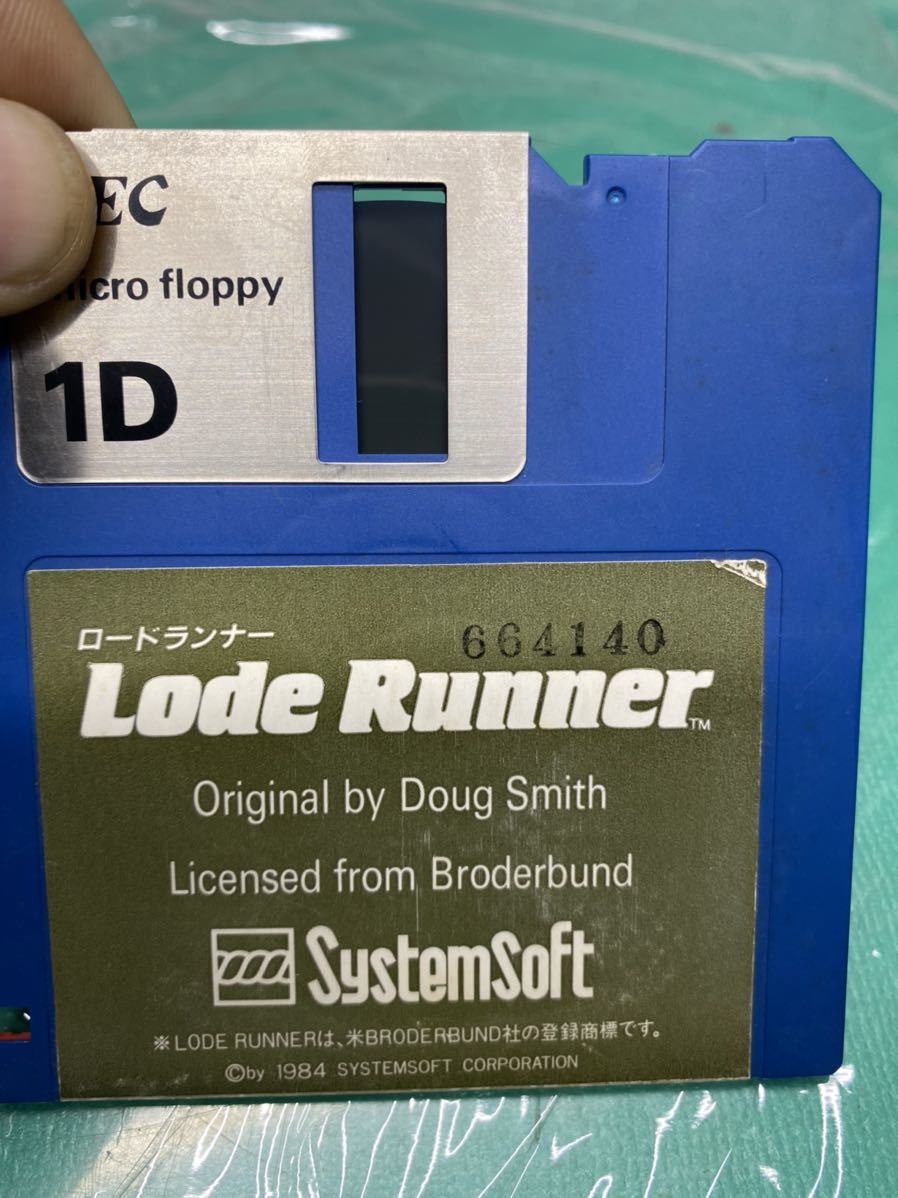 EC
micro floppy
1D
ロードランナー 664140
Lode Runner™
Original by Doug Smith
Licensed from Broderbund
SystemSoft
※LODE RUNNERは、米BRODERBUND社の登録商標です。
©by 1984 SYSTEMSOFT CORPORATION